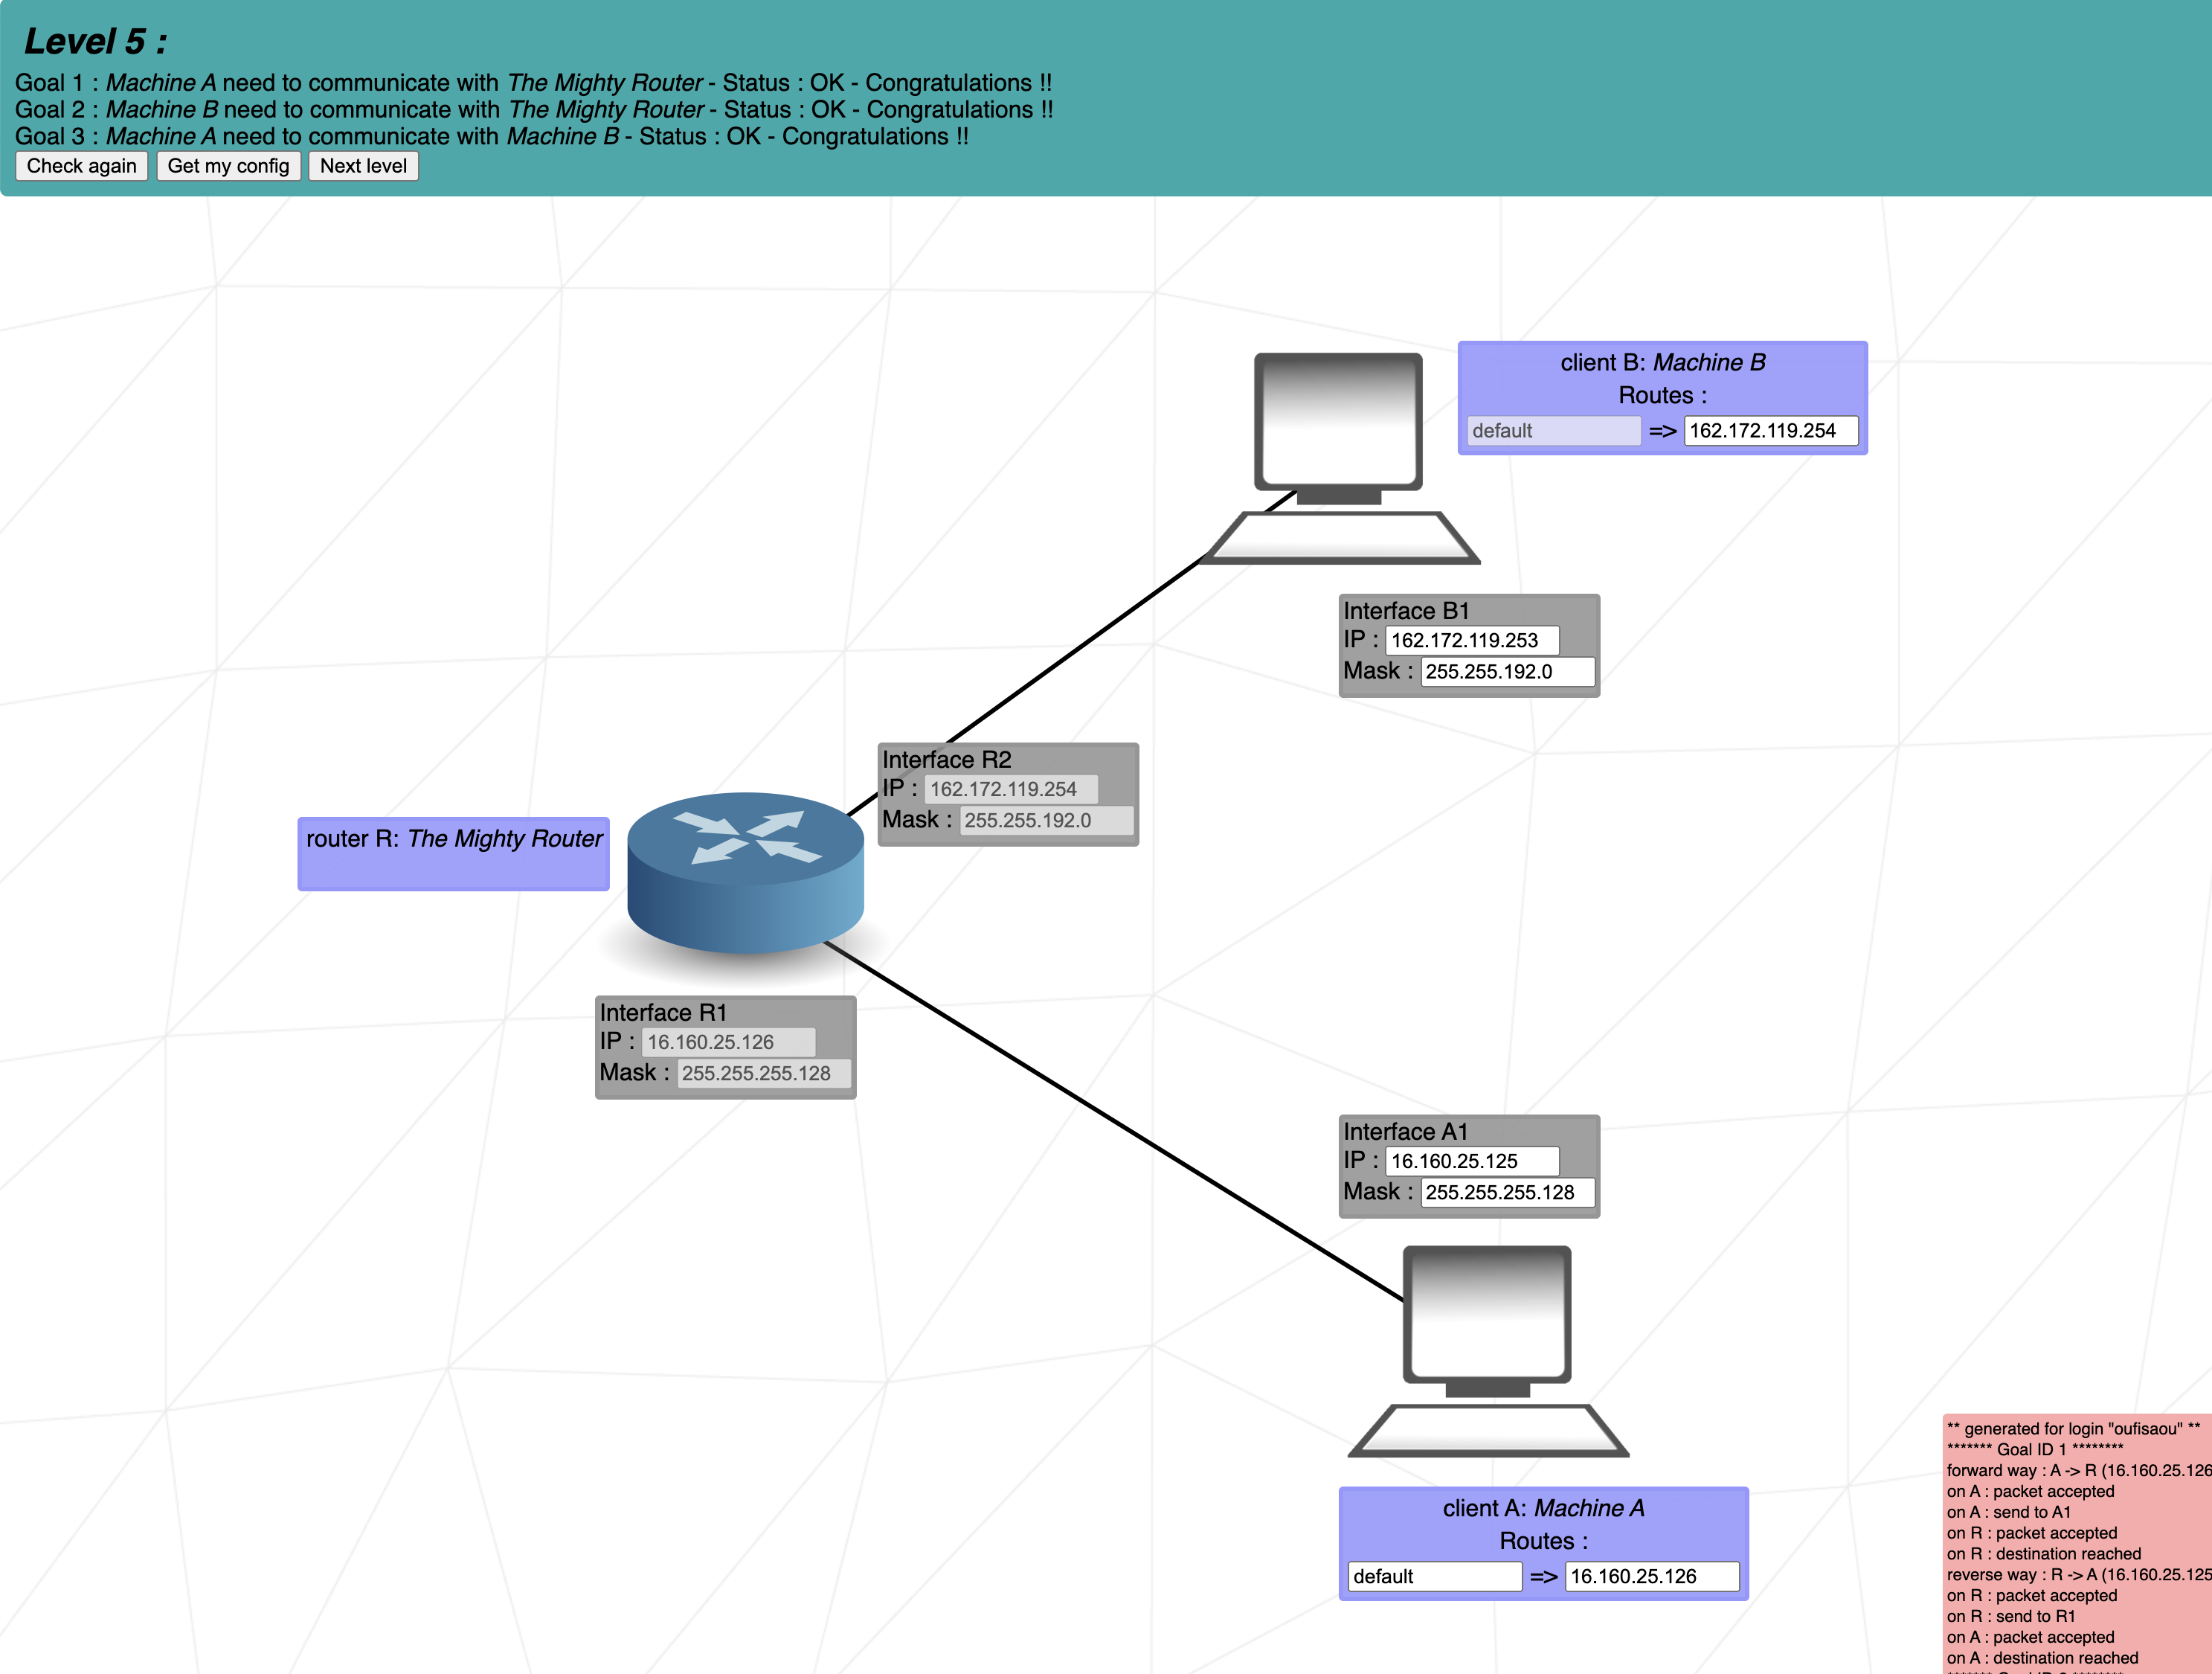 Level 5 :
Goal 1 : Machine A need to communicate with The Mighty Router - Status : OK - Congratulations !!
Goal 2 : Machine B need to communicate with The Mighty Router - Status : OK - Congratulations !!
Goal 3 : Machine A need to communicate with Machine B - Status : OK - Congratulations !!
Check again Get my config Next level
client B: Machine B
Routes :
default => 162.172.119.254
Interface B1
IP : 162.172.119.253
Mask : 255.255.192.0
Interface R2
IP : 162.172.119.254
Mask : 255.255.192.0
router R: The Mighty Router
Interface R1
IP : 16.160.25.126
Mask : 255.255.255.128
Interface A1
IP : 16.160.25.125
Mask : 255.255.255.128
client A: Machine A
Routes :
default => 16.160.25.126
** generated for login "oufisaou" **
******* Goal ID 1 ********
forward way : A -> R (16.160.25.126
on A : packet accepted
on A : send to A1
on R : packet accepted
on R : destination reached
reverse way : R -> A (16.160.25.125
on R : packet accepted
on R : send to R1
on A : packet accepted
on A : destination reached